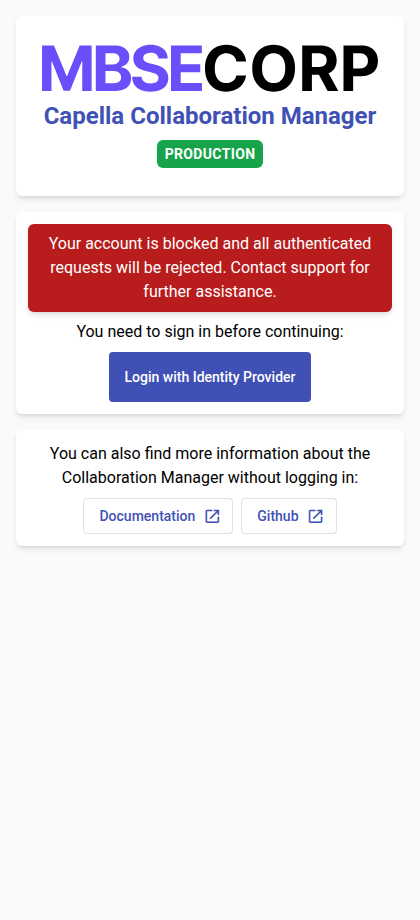 MBSECORP
Capella Collaboration Manager
PRODUCTION
Your account is blocked and all authenticated
requests will be rejected. Contact support for
further assistance.
You need to sign in before continuing:
Login with Identity Provider
You can also find more information about the
Collaboration Manager without logging in:
Documentation
Github